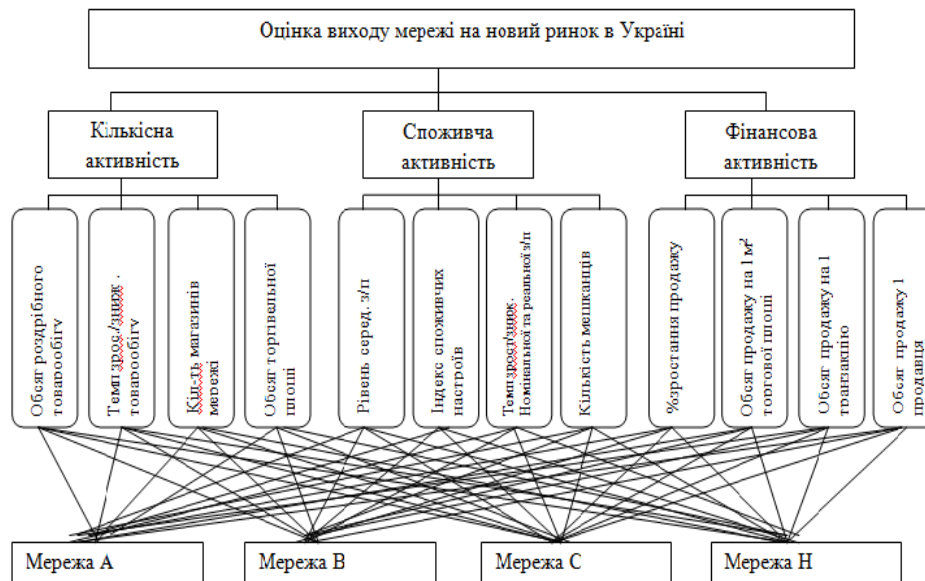 Оцінка виходу мережі на новий ринок в Україні
Кількісна
активність
Споживча
активність
Фінансова
активність
Обсяг роздрібного
товарообігу
Темп зрос./зниж .
товарообігу
Кіл-ть магазинів
мережі
Обсяг торгівельної
площі
Рівень серед. з/п
Індекс споживчих
настроїв
Темп зрост/зниж.
Номінальної та реальної з/п
Кількість мешканців
%зростання продажу
Обсяг продажу на 1 м²
торгової площі
Обсяг продажу на 1
транзакцію
Обсяг продажу 1
продавця
Мережа А
Мережа В
Мережа С
Мережа Н